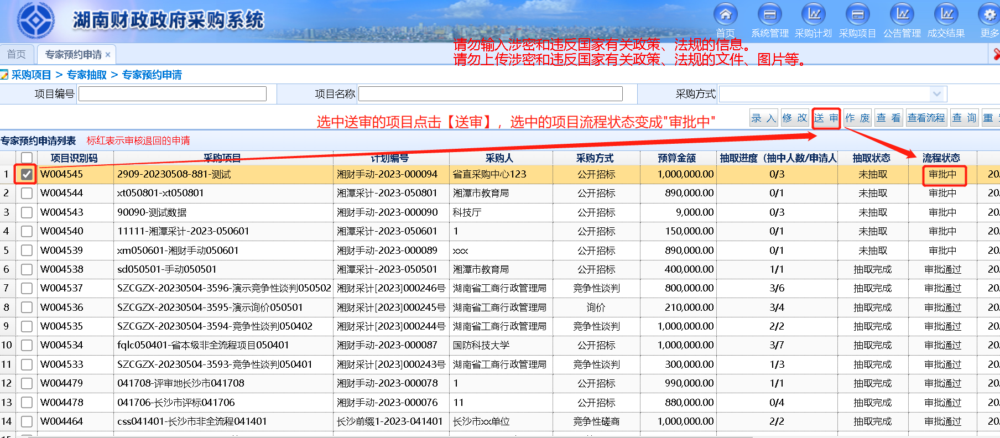 湖南财政政府采购系统
首页 系统管理 采购计划 采购项目 公告管理 成交结果 更多
请勿输入涉密和违反国家有关政策、法规的信息。
请勿上传涉密和违反国家有关政策、法规的文件、图片等。
首页 专家预约申请 ×
采购项目 > 专家抽取 > 专家预约申请
项目编号 项目名称 采购方式
选中送审的项目点击【送审】，选中的项目流程状态变成"审批中"
录 入 修 改 送 审 作 废 查 看 查看流程 查 询 重
专家预约申请列表 标红表示审核退回的申请
项目识别码 采购项目 计划编号 采购人 采购方式 预算金额 抽取进度（抽中人数/申请人 抽取状态 流程状态
1 W004545 2909-20230508-881-测试 湘财手动-2023-000094 省直采购中心123 公开招标 1,000,000.00 0/3 未抽取 审批中 20
2 W004544 xt050801-xt050801 湘潭采计-2023-050801 湘潭市教育局 公开招标 890,000.00 0/1 未抽取 审批中 20
3 W004543 90090-测试数据 湘财手动-2023-000090 科技厅 公开招标 9,000.00 0/3 未抽取 审批中 20
4 W004540 11111-湘潭采计-2023-050601 湘潭采计-2023-050601 1 公开招标 150,000.00 0/1 未抽取 审批中 20
5 W004539 xm050601-湘财手动050601 湘财手动-2023-000089 xxx 公开招标 890,000.00 0/1 未抽取 审批中 20
6 W004538 sd050501-手动050501 湘潭采计-2023-050501 湘潭市教育局 公开招标 400,000.00 1/1 抽取完成 审批通过 20
7 W004537 SZCGZX-20230504-3596-演示竞争性谈判050502 湘财采计[2023]000246号 湖南省工商行政管理局 竞争性谈判 800,000.00 3/6 抽取完成 审批通过 20
8 W004536 SZCGZX-20230504-3595-演示询价050501 湘财采计[2023]000245号 湖南省工商行政管理局 询价 210,000.00 3/4 抽取完成 审批通过 20
9 W004535 SZCGZX-20230504-3594-竞争性谈判050402 湘财采计[2023]000244号 湖南省工商行政管理局 竞争性谈判 1,000,000.00 2/2 抽取完成 审批通过 20
10 W004534 fqlc050401-省本级非全流程项目050401 湘财手动-2023-000087 国防科技大学 公开招标 1,000,000.00 3/7 抽取完成 审批通过 20
11 W004533 SZCGZX-20230504-3593-竞争性谈判050401 湘财采计[2023]000243号 湖南省工商行政管理局 竞争性谈判 300,000.00 1/3 抽取完成 审批通过 20
12 W004479 041708-评审地长沙市041708 湘财手动-2023-000078 1 公开招标 990,000.00 1/1 抽取完成 审批通过 20
13 W004478 041706-长沙市评标041706 湘财手动-2023-000076 11 公开招标 880,000.00 0/4 抽取完成 审批通过 20
14 W004464 css041401-长沙市非全流程041401 长沙前缀1-2023-041401 长沙市xx单位 竞争性磋商 1,000,000.00 2/2 抽取完成 审批通过 20